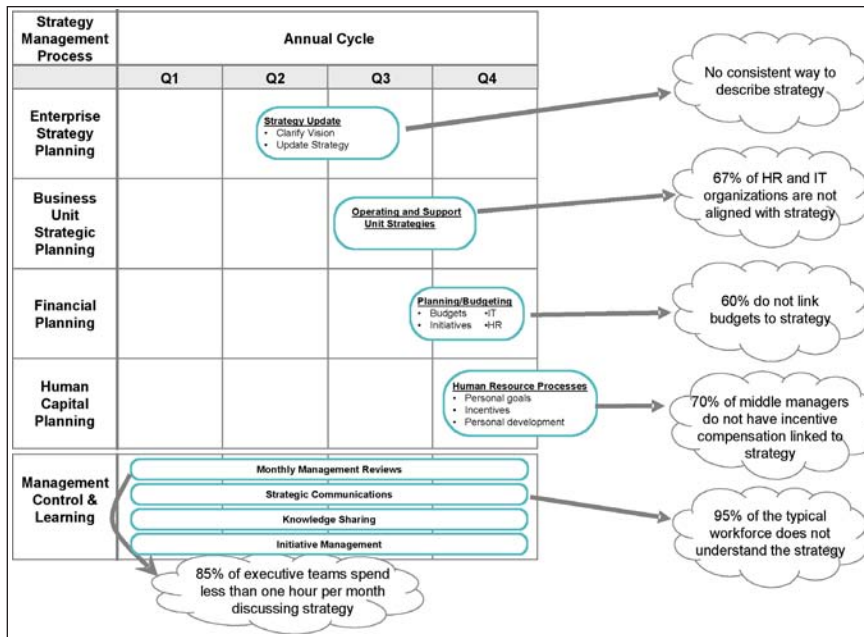 Strategy
Management
Process
Annual Cycle
Q1 Q2 Q3 Q4
Enterprise
Strategy
Planning
Strategy Update
• Clarify Vision
• Update Strategy
No consistent way to
describe strategy
Business
Unit
Strategic
Planning
Operating and Support
Unit Strategies
67% of HR and IT
organizations are not
aligned with strategy
Financial
Planning
Planning/Budgeting
• Budgets •IT
• Initiatives •HR
60% do not link
budgets to strategy
Human
Capital
Planning
Human Resource Processes
• Personal goals
• Incentives
• Personal development
70% of middle managers
do not have incentive
compensation linked to
strategy
Management
Control &
Learning
Monthly Management Reviews
Strategic Communications
Knowledge Sharing
Initiative Management
95% of the typical
workforce does not
understand the strategy
85% of executive teams spend
less than one hour per month
discussing strategy